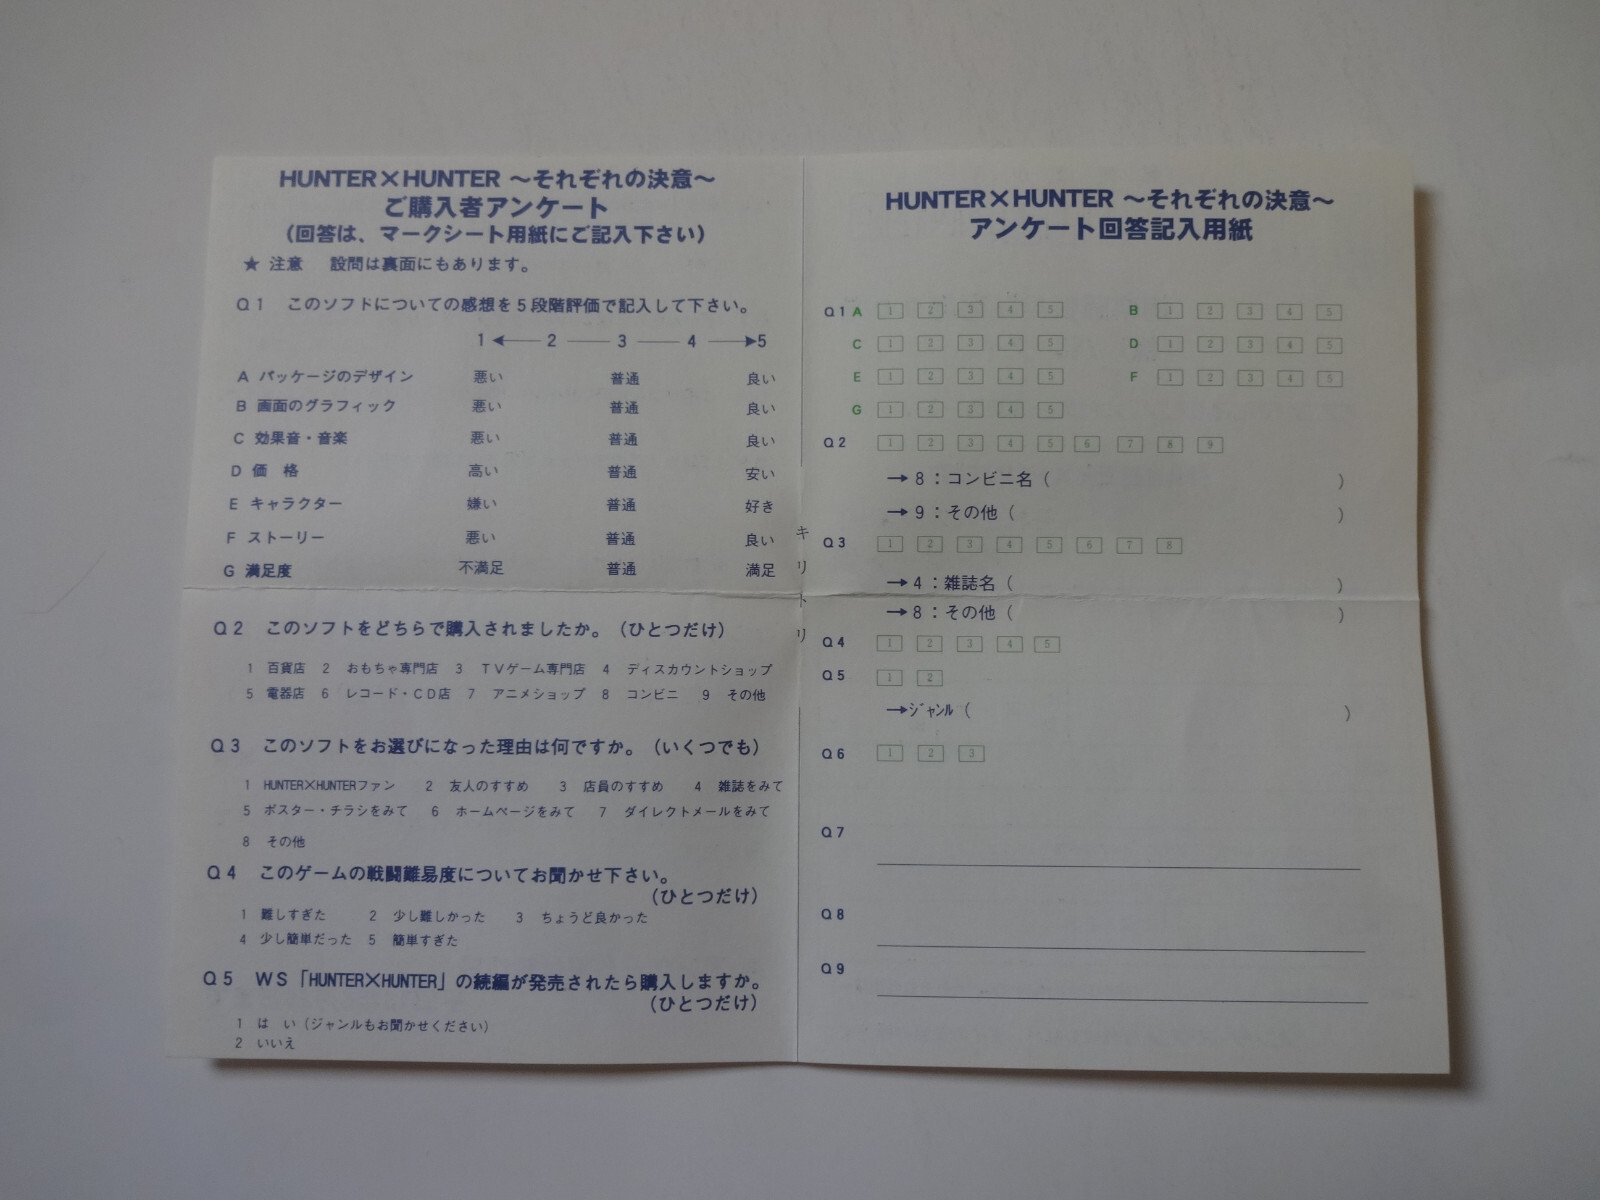 HUNTER×HUNTER ～それぞれの決意～
ご購入者アンケート
（回答は、マークシート用紙にご記入下さい）
★ 注意　設問は裏面にもあります。
Q1　このソフトについての感想を5段階評価で記入して下さい。
1 ◀── 2 ── 3 ── 4 ──▶5
A パッケージのデザイン 悪い 普通 良い
B 画面のグラフィック 悪い 普通 良い
C 効果音・音楽 悪い 普通 良い
D 価　格 高い 普通 安い
E キャラクター 嫌い 普通 好き
F ストーリー 悪い 普通 良い
G 満足度 不満足 普通 満足
Q2　このソフトをどちらで購入されましたか。（ひとつだけ）
1 百貨店 2 おもちゃ専門店 3 TVゲーム専門店 4 ディスカウントショップ
5 電器店 6 レコード・CD店 7 アニメショップ 8 コンビニ 9 その他
Q3　このソフトをお選びになった理由は何ですか。（いくつでも）
1 HUNTER×HUNTERファン 2 友人のすすめ 3 店員のすすめ 4 雑誌をみて
5 ポスター・チラシをみて 6 ホームページをみて 7 ダイレクトメールをみて
8 その他
Q4　このゲームの戦闘難易度についてお聞かせ下さい。
（ひとつだけ）
1 難しすぎた 2 少し難しかった 3 ちょうど良かった
4 少し簡単だった 5 簡単すぎた
Q5　WS「HUNTER×HUNTER」の続編が発売されたら購入しますか。
（ひとつだけ）
1 は　い（ジャンルもお聞かせください）
2 いいえ
キリトリ
HUNTER×HUNTER ～それぞれの決意～
アンケート回答記入用紙
Q1 A 1 2 3 4 5 B 1 2 3 4 5
C 1 2 3 4 5 D 1 2 3 4 5
E 1 2 3 4 5 F 1 2 3 4 5
G 1 2 3 4 5
Q2 1 2 3 4 5 6 7 8 9
→8：コンビニ名（　　　）
→9：その他（　　　）
Q3 1 2 3 4 5 6 7 8
→4：雑誌名（　　　）
→8：その他（　　　）
Q4 1 2 3 4 5
Q5 1 2
→ｼﾞｬﾝﾙ（　　　）
Q6 1 2 3
Q7
Q8
Q9